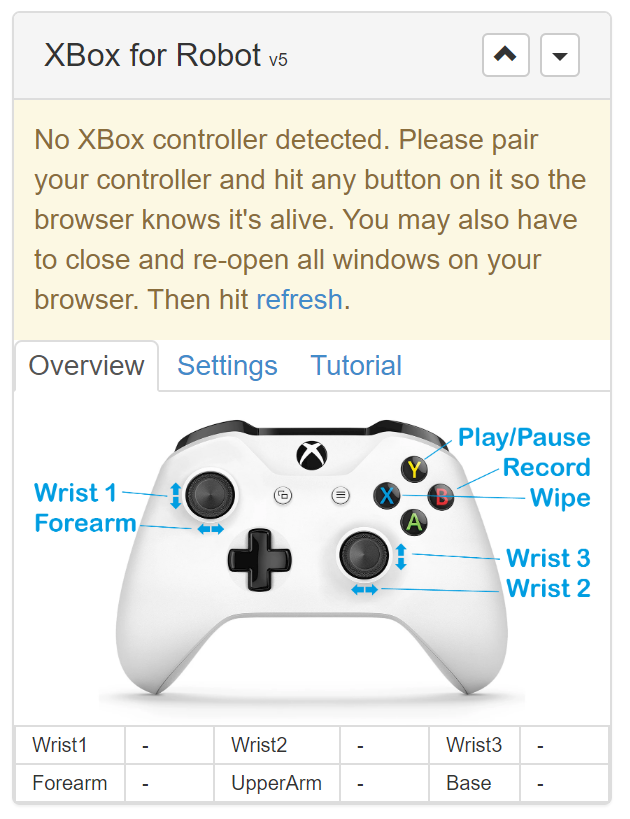 XBox for Robot v5
No XBox controller detected. Please pair
your controller and hit any button on it so the
browser knows it's alive. You may also have
to close and re-open all windows on your
browser. Then hit refresh.
Overview Settings Tutorial
Play/Pause
Record
Wipe
Wrist 1
Forearm
Y
X
B
A
Wrist 3
Wrist 2
Wrist1 - Wrist2 - Wrist3 -
Forearm - UpperArm - Base -